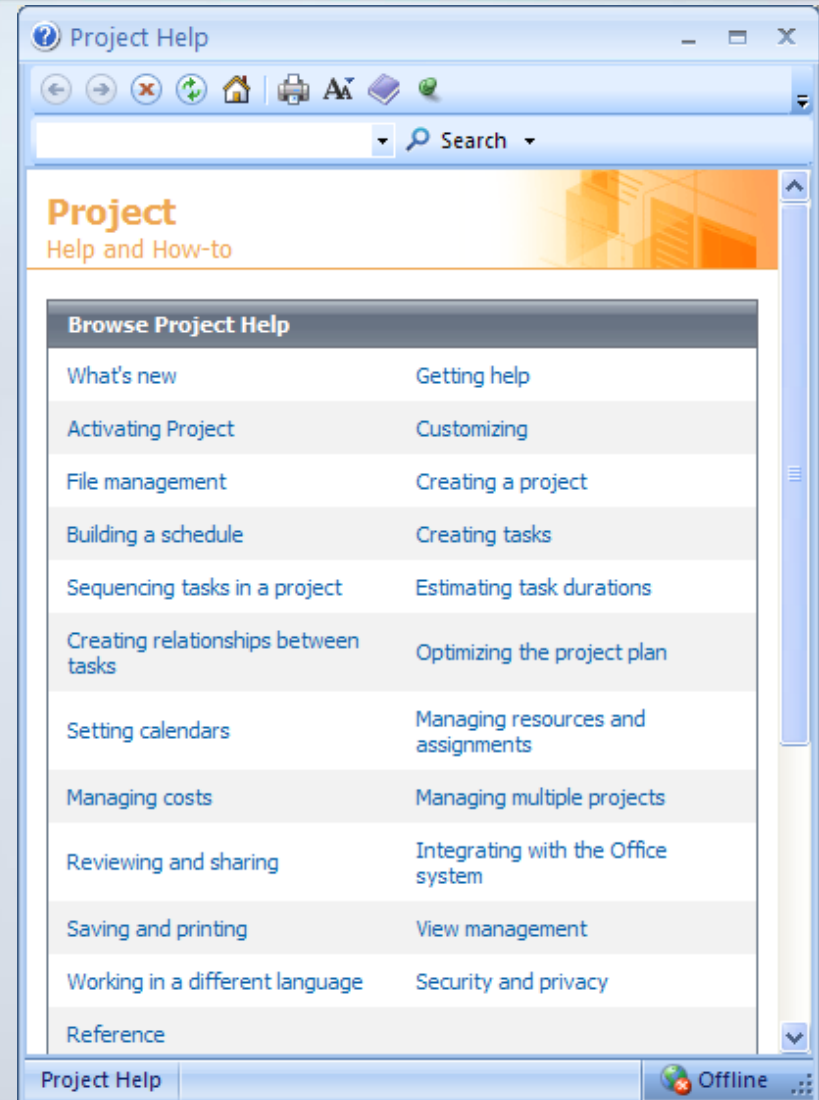 Project Help
Search
Project
Help and How-to
Browse Project Help
What's new
Getting help
Activating Project
Customizing
File management
Creating a project
Building a schedule
Creating tasks
Sequencing tasks in a project
Estimating task durations
Creating relationships between
tasks
Optimizing the project plan
Setting calendars
Managing resources and
assignments
Managing costs
Managing multiple projects
Reviewing and sharing
Integrating with the Office
system
Saving and printing
View management
Working in a different language
Security and privacy
Reference
Project Help
Offline